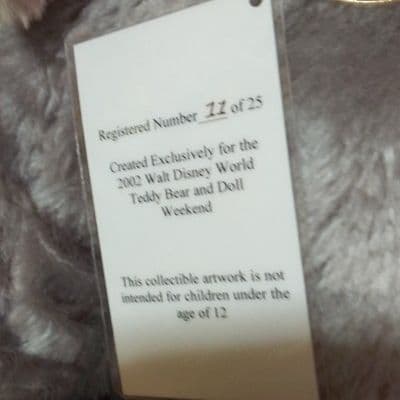 Registered Number 11 of 25
Created Exclusively for the
2002 Walt Disney World
Teddy Bear and Doll
Weekend
This collectible artwork is not
intended for children under the
age of 12